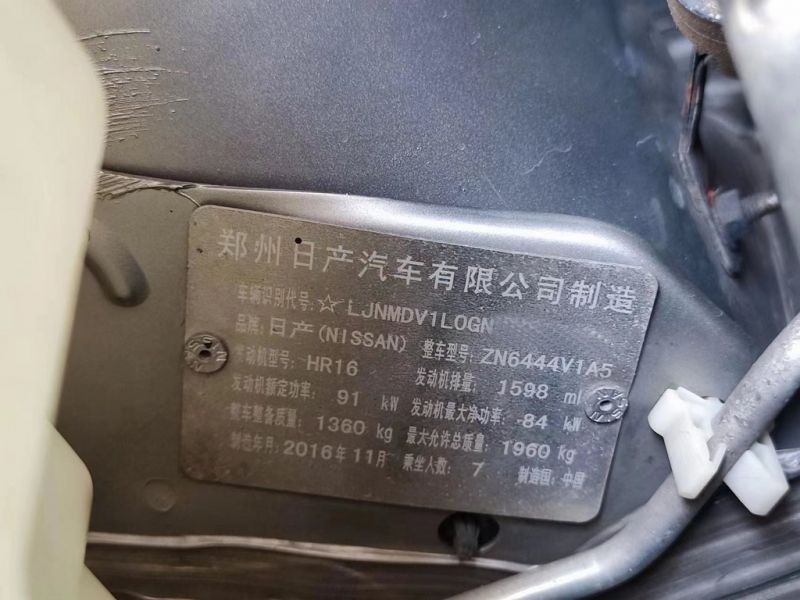 郑州日产汽车有限公司制造
车辆识别代号:☆LJNMDV1L0GN
品牌:日产(NISSAN) 整车型号:ZN6444V1A5
发动机型号: HR16 发动机排量: 1598 ml
发动机额定功率: 91 kW 发动机最大净功率: 84 kW
整车整备质量: 1360 kg 最大允许总质量: 1960 kg
制造年月:2016年11月 乘坐人数: 7 制造国:中国